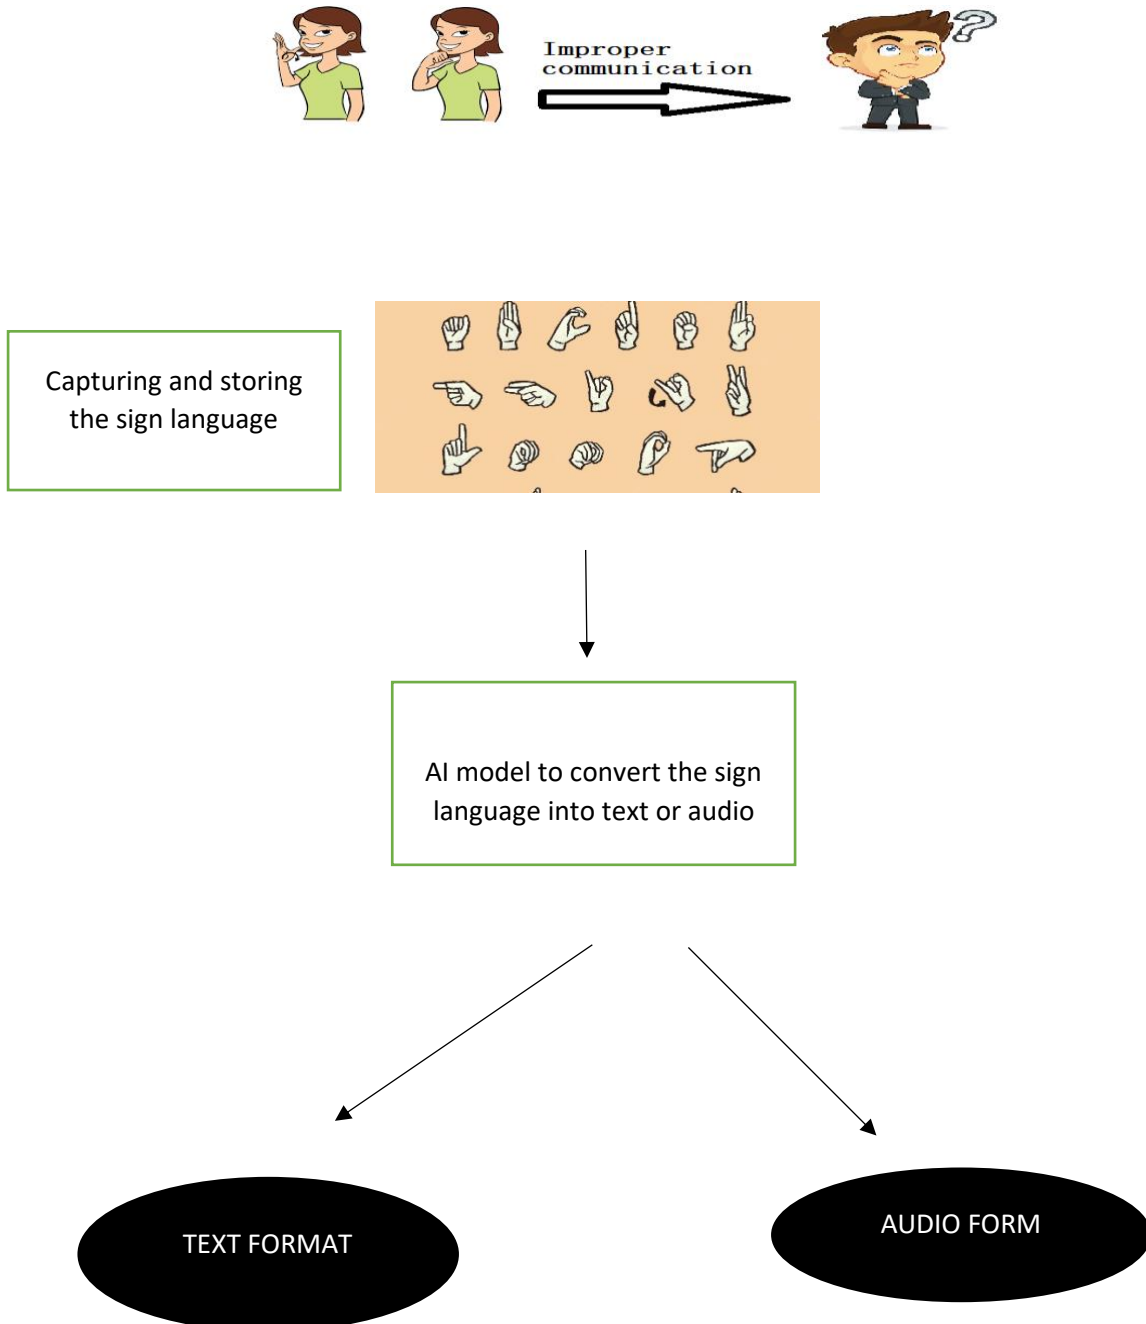 Improper
communication
Capturing and storing
the sign language
AI model to convert the sign
language into text or audio
TEXT FORMAT
AUDIO FORM